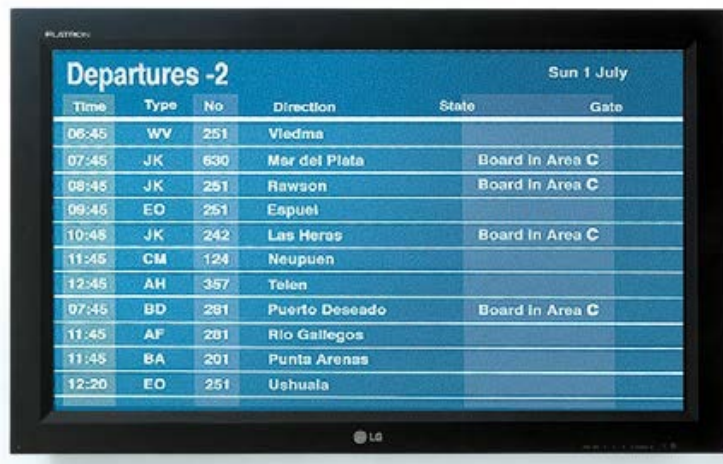 FLATRON
Departures -2 Sun 1 July
Time Type No Direction State Gate
06:45 WV 251 Viedma
07:45 JK 630 Mar del Plata Board in Area C
08:45 JK 251 Rawson Board in Area C
09:45 EO 251 Espuel
10:45 JK 242 Las Heras Board in Area C
11:45 CM 124 Neupuen
12:45 AH 357 Telen
07:45 BD 291 Puerto Deseado Board in Area C
11:45 AF 281 Rio Gallegos
11:45 BA 201 Punta Arenas
12:20 EO 251 Ushuaia
LG